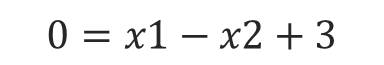 0 = x1 − x2 + 3